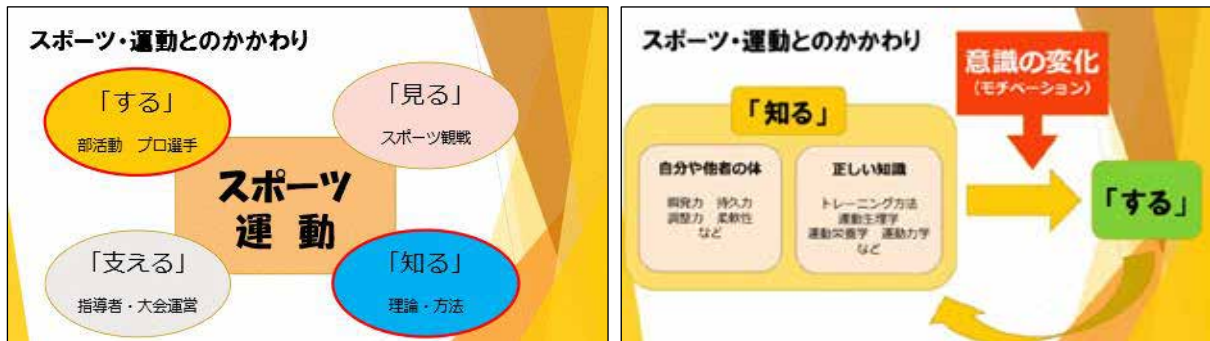 スポーツ・運動とのかかわり
「する」
部活動 プロ選手
「見る」
スポーツ観戦
スポーツ
運動
「支える」
指導者・大会運営
「知る」
理論・方法
スポーツ・運動とのかかわり
意識の変化
(モチベーション)
「知る」
自分や他者の体
瞬発力 持久力
調整力 柔軟性
など
正しい知識
トレーニング方法
運動生理学
運動栄養学 運動力学
など
「する」